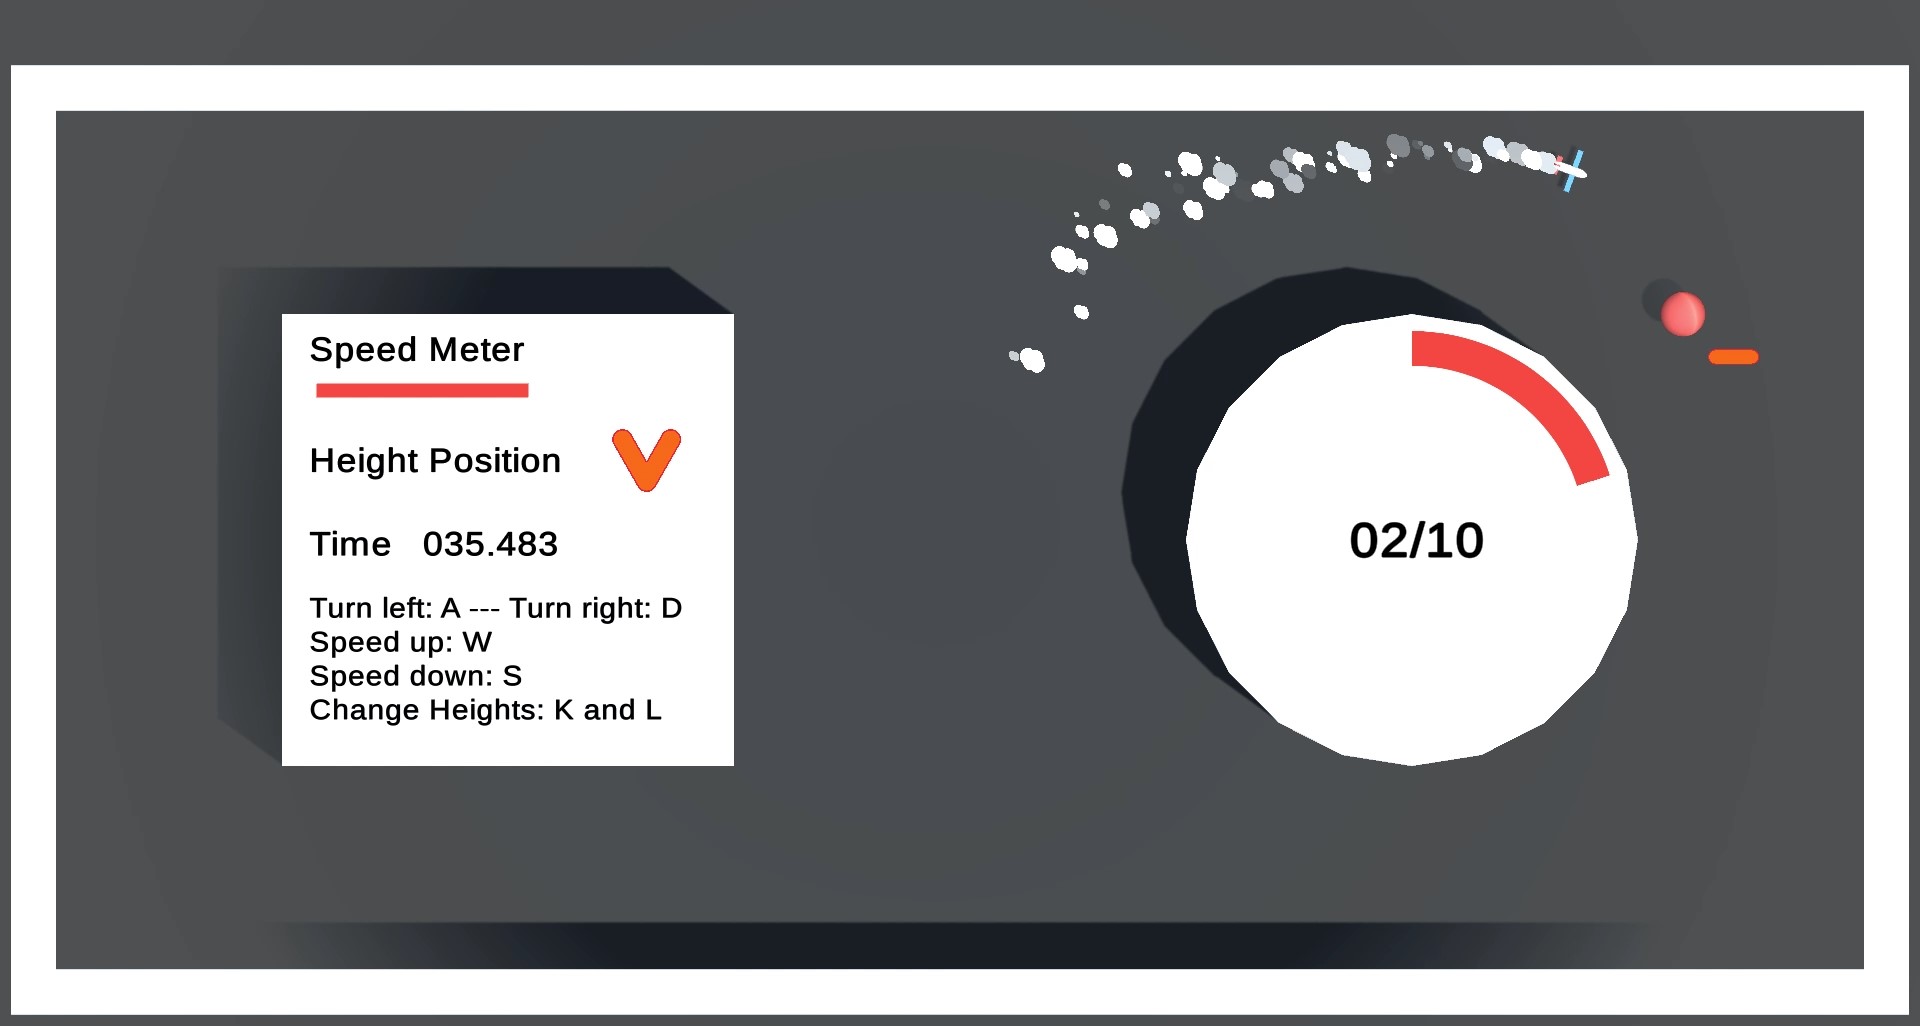 Speed Meter
Height Position
Time 035.483
Turn left: A --- Turn right: D
Speed up: W
Speed down: S
Change Heights: K and L
02/10